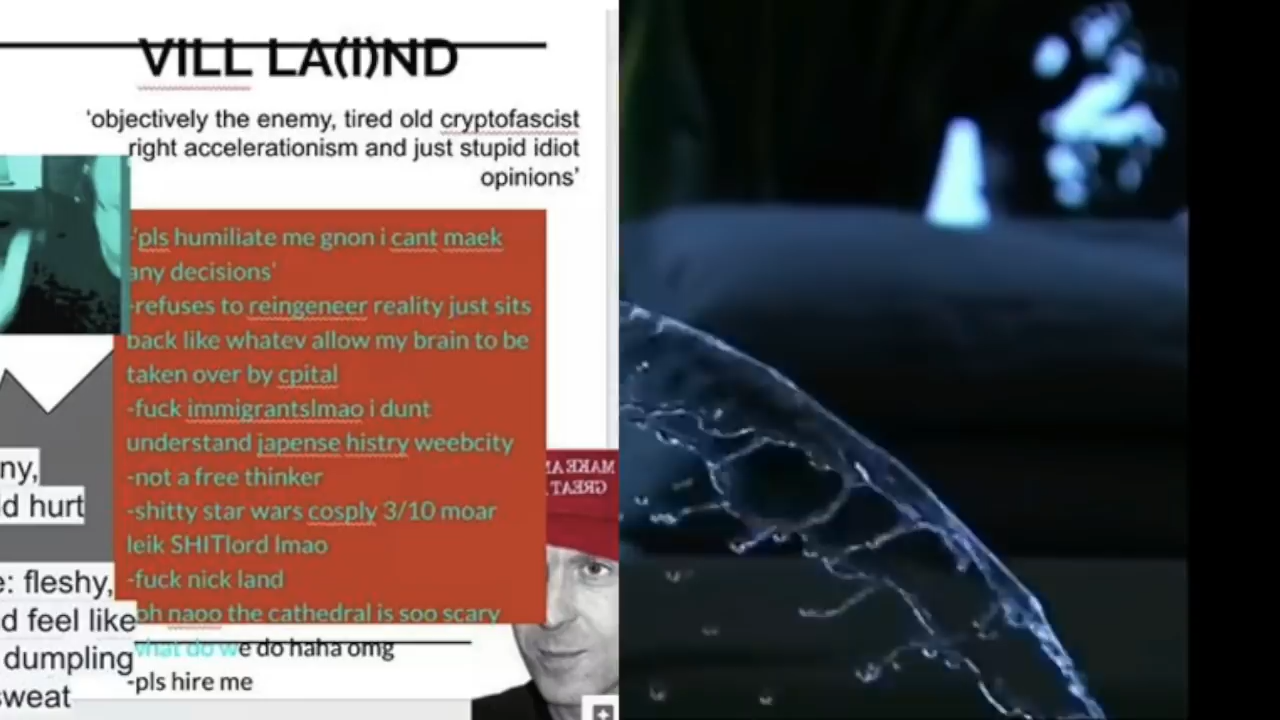 VILL LA(I)ND
‘objectively the enemy, tired old cryptofascist
right accelerationism and just stupid idiot
opinions’
-‘pls humiliate me gnon i cant maek
any decisions’
-refuses to reingeneer reality just sits
back like whatev allow my brain to be
taken over by cpital
-fuck immigrantslmao i dunt
understand japense histry weebcity
-not a free thinker
-shitty star wars cosply 3/10 moar
leik SHITlord lmao
-fuck nick land
-oh naoo the cathedral is soo scary
what do we do haha omg
-pls hire me
ny,
ld hurt
e: fleshy,
d feel like
dumpling
sweat
MAKE AM
GREAT